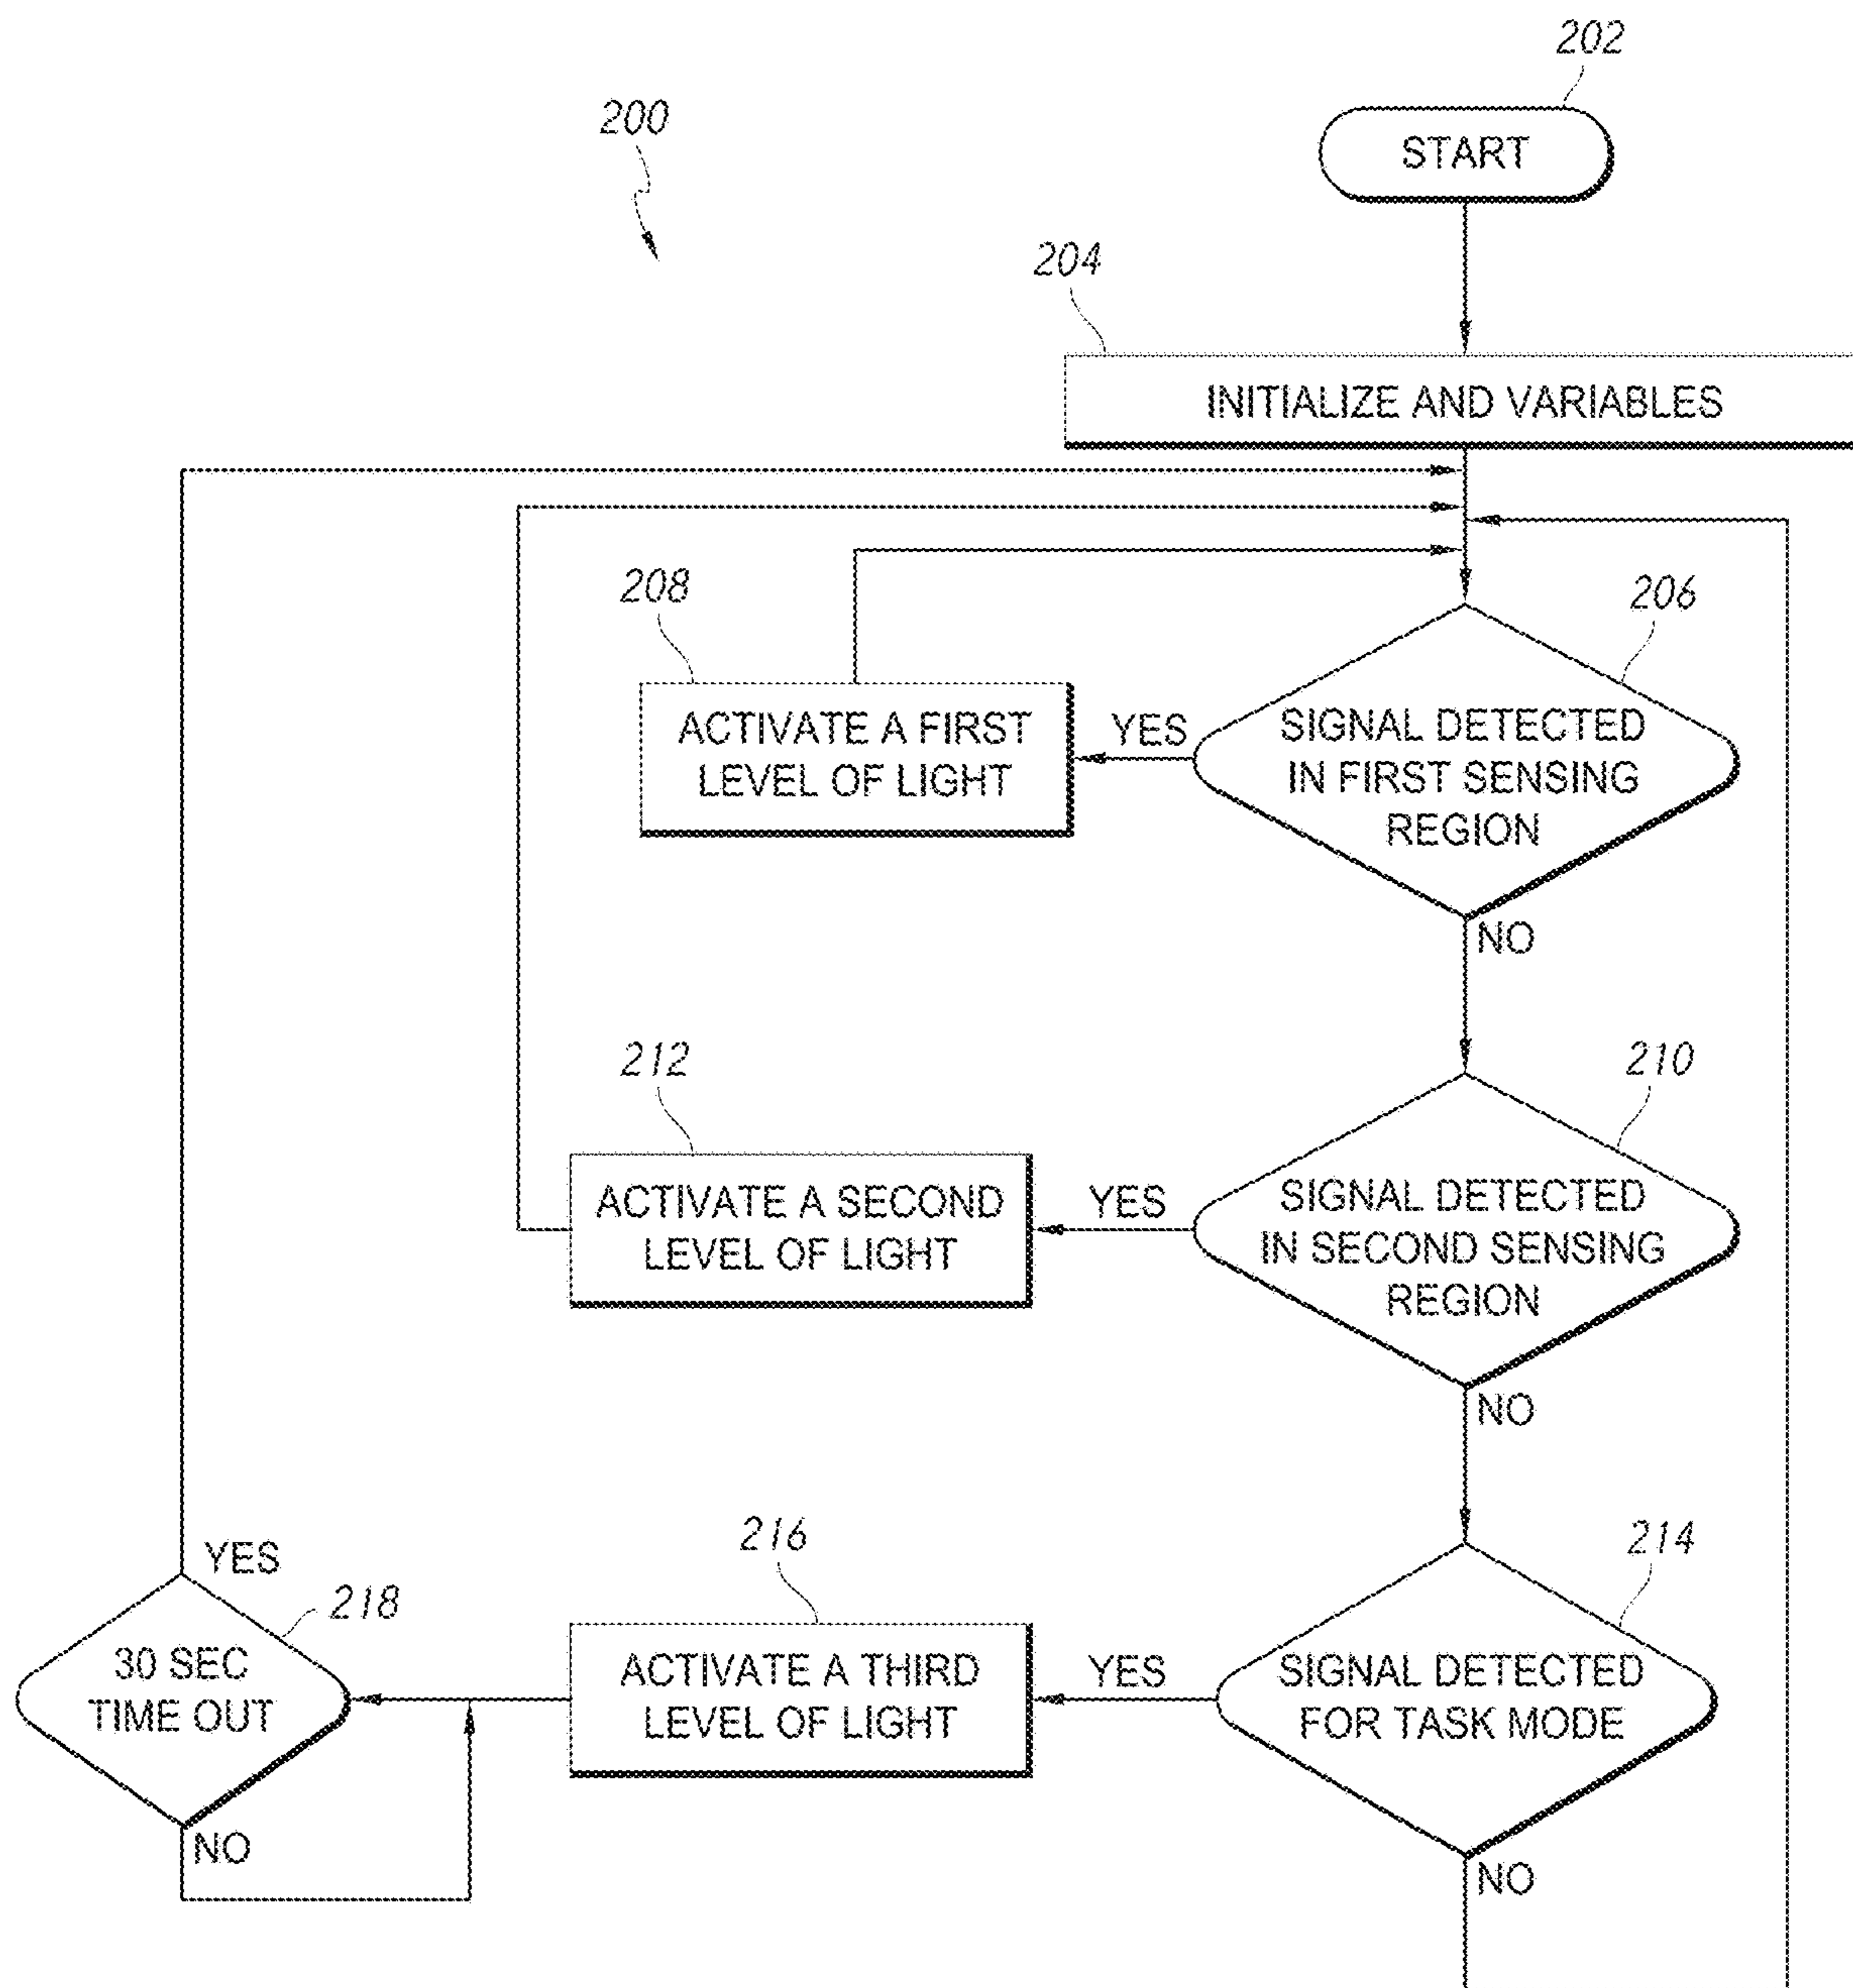 202
200
START
204
INITIALIZE AND VARIABLES
208
206
ACTIVATE A FIRST
LEVEL OF LIGHT
YES
SIGNAL DETECTED
IN FIRST SENSING
REGION
NO
212
210
ACTIVATE A SECOND
LEVEL OF LIGHT
YES
SIGNAL DETECTED
IN SECOND SENSING
REGION
NO
216
214
YES
218
30 SEC
TIME OUT
NO
ACTIVATE A THIRD
LEVEL OF LIGHT
YES
SIGNAL DETECTED
FOR TASK MODE
NO